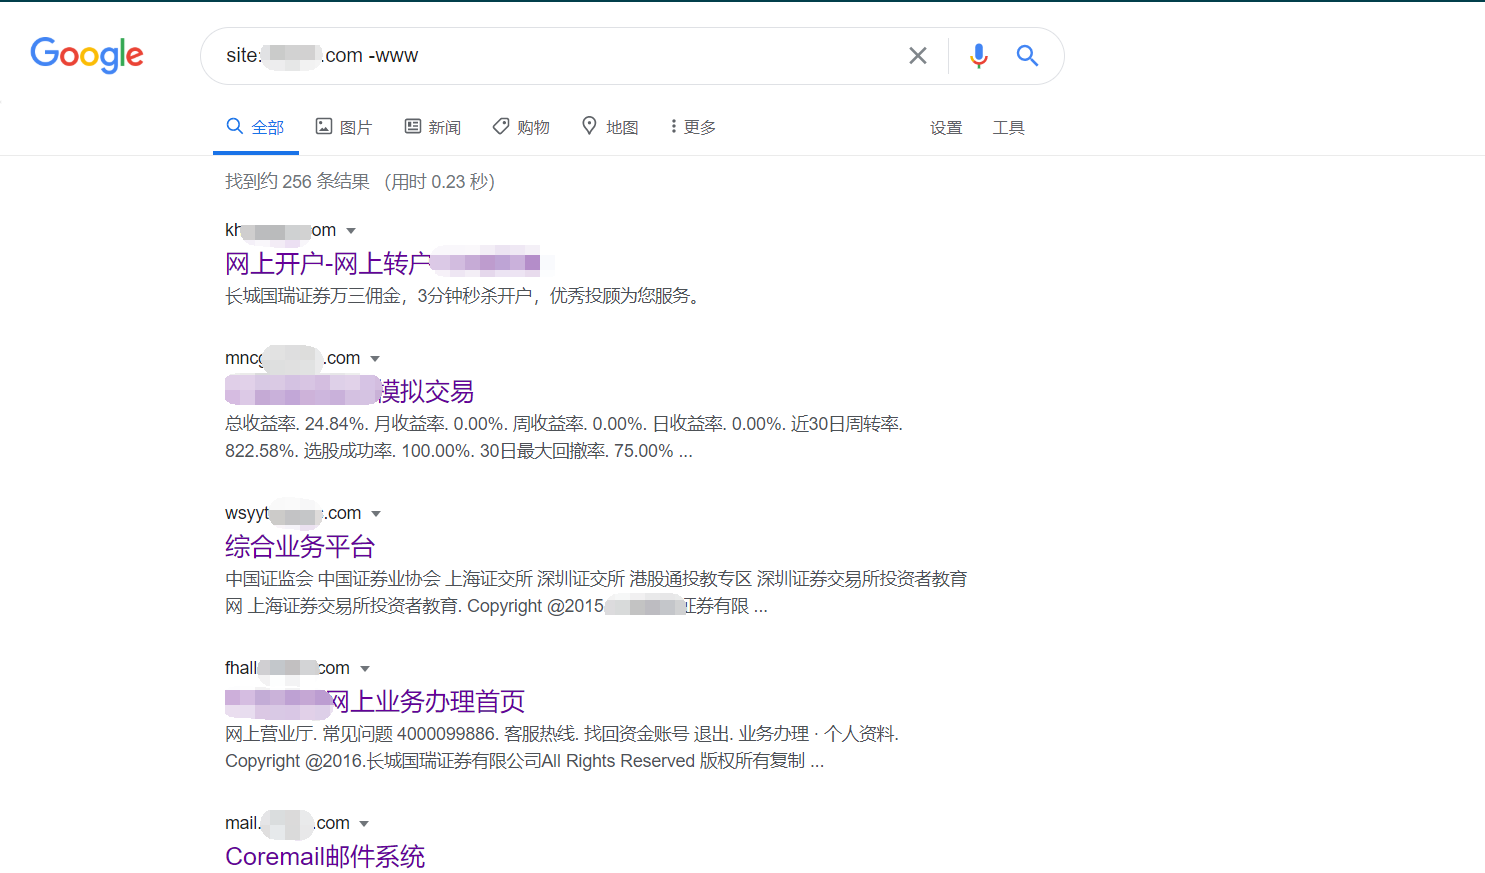 Google
site: .com -www
全部 图片 新闻 购物 地图 更多 设置 工具
找到约 256 条结果 (用时 0.23 秒)
kh om
网上开户-网上转户
长城国瑞证券万三佣金，3分钟秒杀开户，优秀投顾为您服务。
mncg .com
模拟交易
总收益率. 24.84%. 月收益率. 0.00%. 周收益率. 0.00%. 日收益率. 0.00%. 近30日周转率.
822.58%. 选股成功率. 100.00%. 30日最大回撤率. 75.00% ...
wsyyt .com
综合业务平台
中国证监会 中国证券业协会 上海证交所 深圳证交所 港股通投教专区 深圳证券交易所投资者教育
网 上海证券交易所投资者教育. Copyright @2015 证券有限 ...
fhall com
网上业务办理首页
网上营业厅. 常见问题 4000099886. 客服热线. 找回资金账号 退出. 业务办理 · 个人资料.
Copyright @2016.长城国瑞证券有限公司All Rights Reserved 版权所有复制 ...
mail. .com
Coremail邮件系统